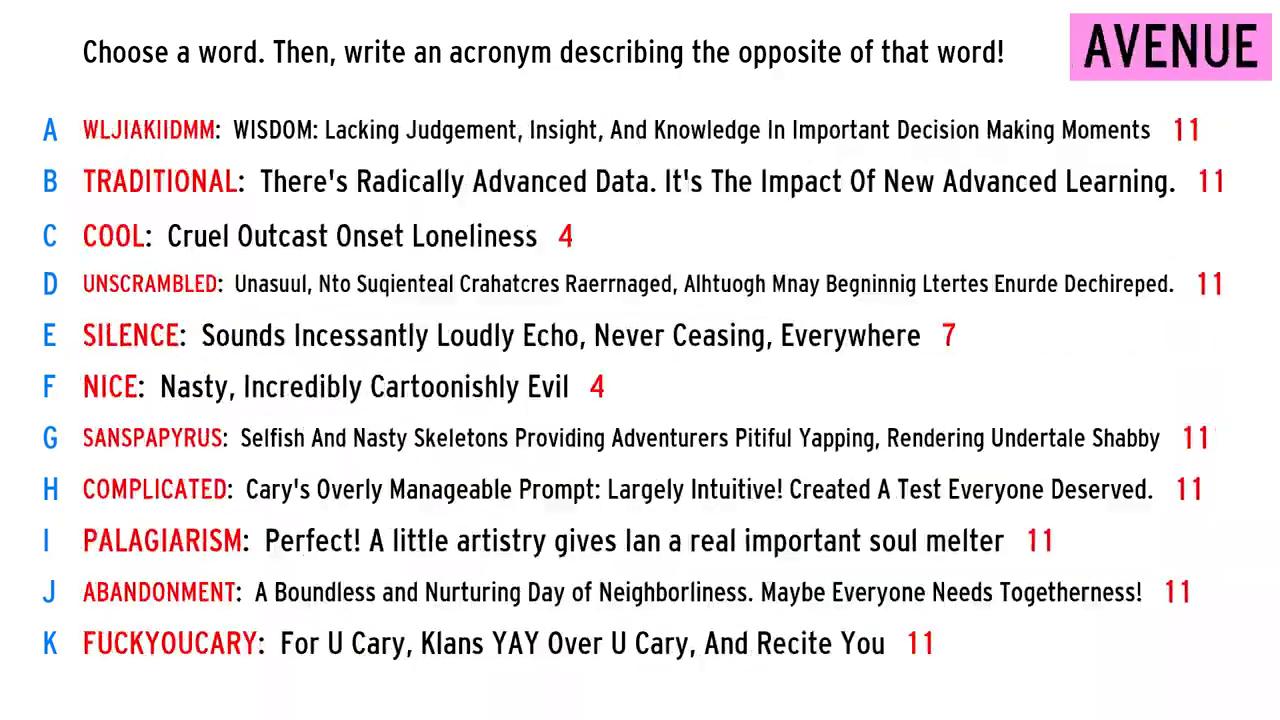 Choose a word. Then, write an acronym describing the opposite of that word!
AVENUE
A WLJIAKIIDMM: WISDOM: Lacking Judgement, Insight, And Knowledge In Important Decision Making Moments 11
B TRADITIONAL: There's Radically Advanced Data. It's The Impact Of New Advanced Learning. 11
C COOL: Cruel Outcast Onset Loneliness 4
D UNSCRAMBLED: Unasuul, Nto Suqienteal Crahatcres Raerrnaged, Alhtuogh Mnay Begninnig Ltertes Enurde Dechireped. 11
E SILENCE: Sounds Incessantly Loudly Echo, Never Ceasing, Everywhere 7
F NICE: Nasty, Incredibly Cartoonishly Evil 4
G SANSPAPYRUS: Selfish And Nasty Skeletons Providing Adventurers Pitiful Yapping, Rendering Undertale Shabby 11
H COMPLICATED: Cary's Overly Manageable Prompt: Largely Intuitive! Created A Test Everyone Deserved. 11
I PALAGIARISM: Perfect! A little artistry gives Ian a real important soul melter 11
J ABANDONMENT: A Boundless and Nurturing Day of Neighborliness. Maybe Everyone Needs Togetherness! 11
K FUCKYOUCARY: For U Cary, Klans YAY Over U Cary, And Recite You 11